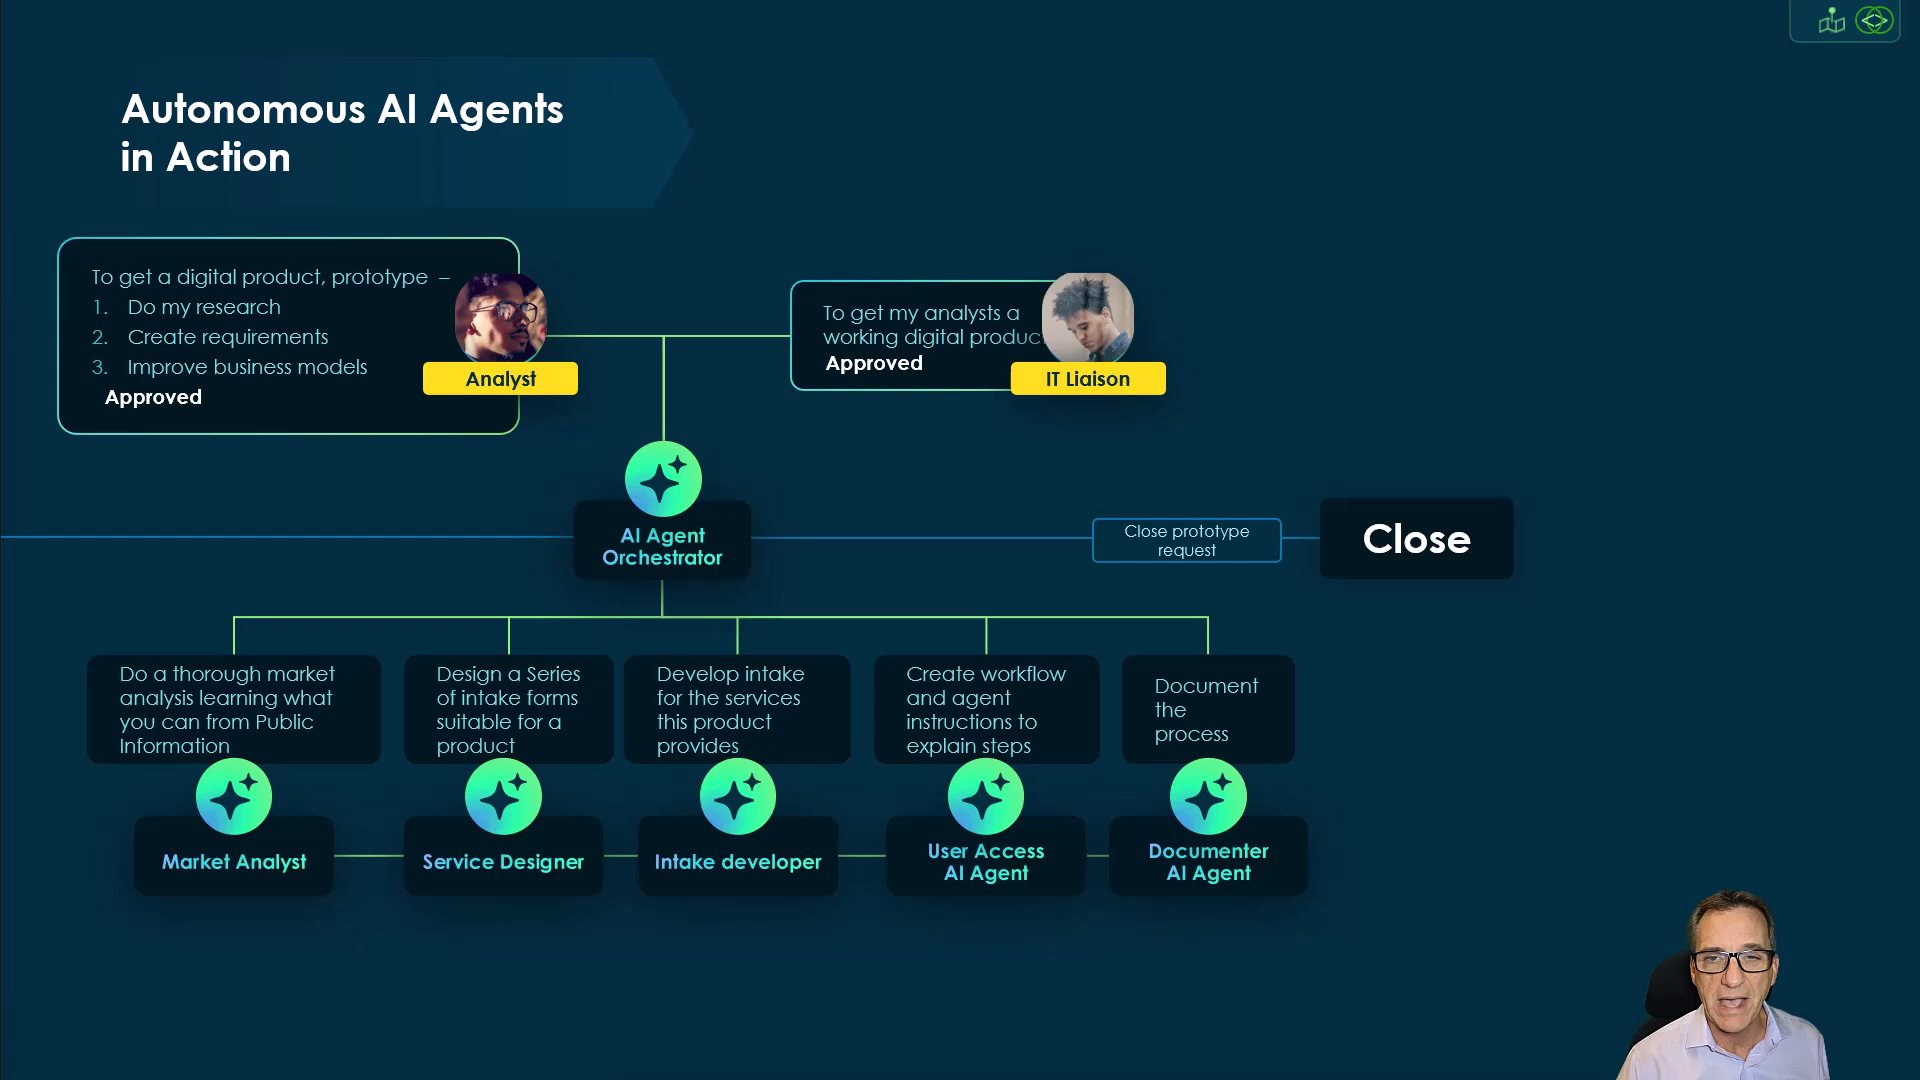 Autonomous AI Agents
in Action
To get a digital product, prototype –
1. Do my research
2. Create requirements
3. Improve business models
Approved
Analyst
To get my analysts a
working digital produc
Approved
IT Liaison
AI Agent
Orchestrator
Close prototype
request
Close
Do a thorough market
analysis learning what
you can from Public
Information
Design a Series
of intake forms
suitable for a
product
Develop intake
for the services
this product
provides
Create workflow
and agent
instructions to
explain steps
Document
the
process
Market Analyst
Service Designer
Intake developer
User Access
AI Agent
Documenter
AI Agent